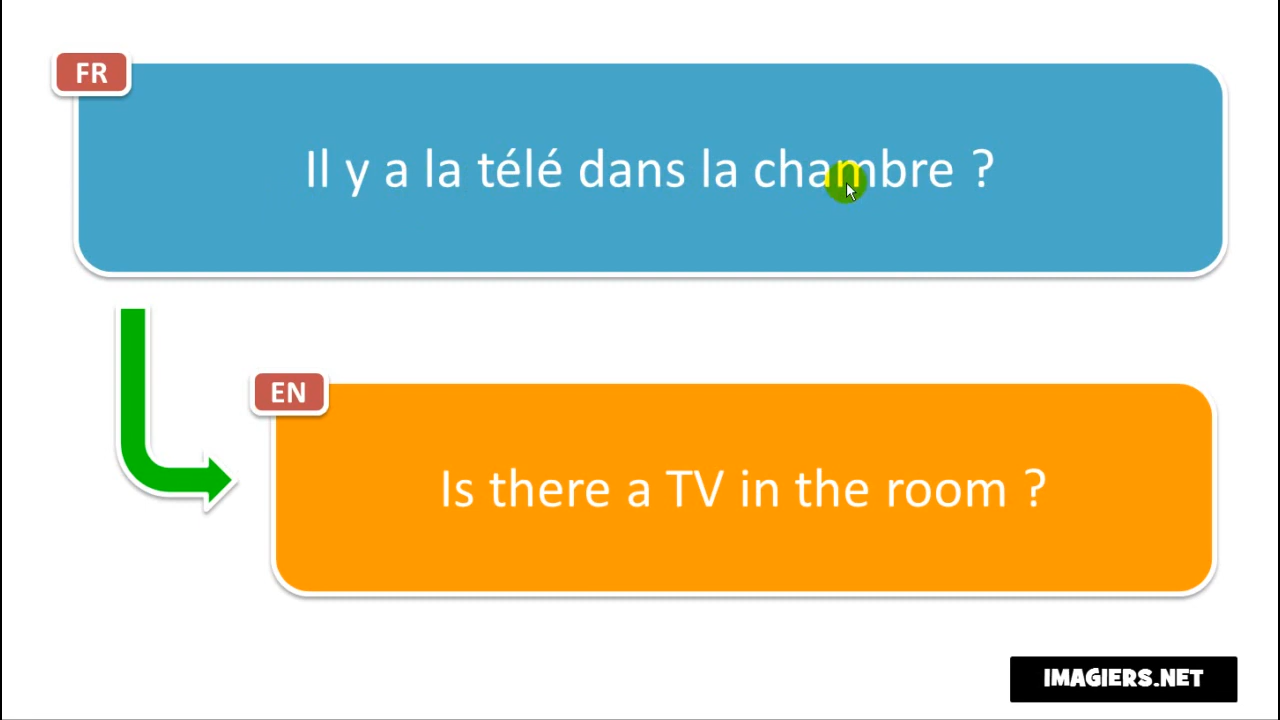 FR
Il y a la télé dans la chambre ?
EN
Is there a TV in the room ?
IMAGIERS.NET